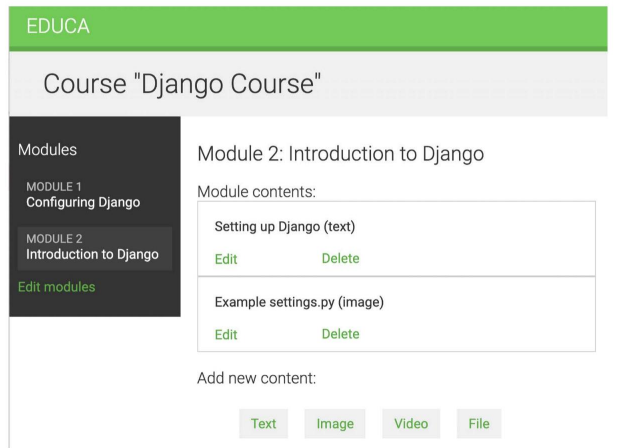 EDUCA
Course "Django Course"
Modules
MODULE 1
Configuring Django
MODULE 2
Introduction to Django
Edit modules
Module 2: Introduction to Django
Module contents:
Setting up Django (text)
Edit Delete
Example settings.py (image)
Edit Delete
Add new content:
Text Image Video File